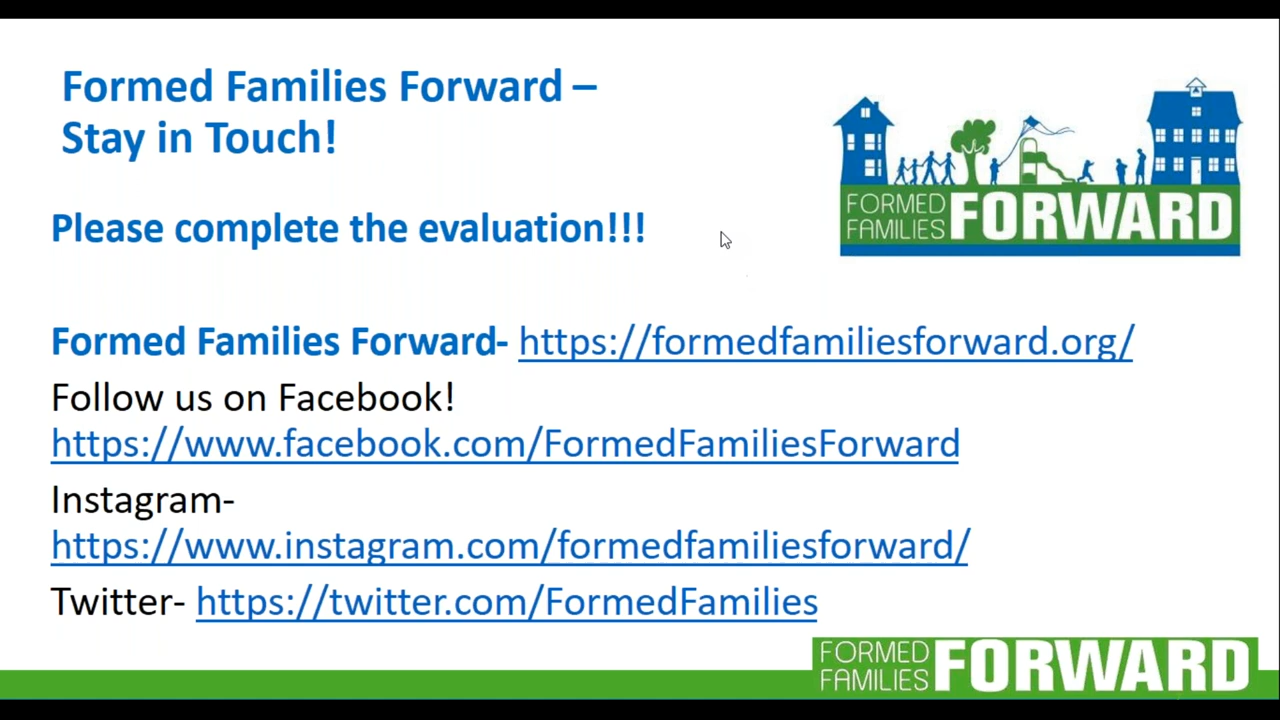 Formed Families Forward –
Stay in Touch!
FORMED
FAMILIES
FORWARD
Please complete the evaluation!!!
Formed Families Forward- https://formedfamiliesforward.org/
Follow us on Facebook!
https://www.facebook.com/FormedFamiliesForward
Instagram-
https://www.instagram.com/formedfamiliesforward/
Twitter- https://twitter.com/FormedFamilies
FORMED
FAMILIES
FORWARD